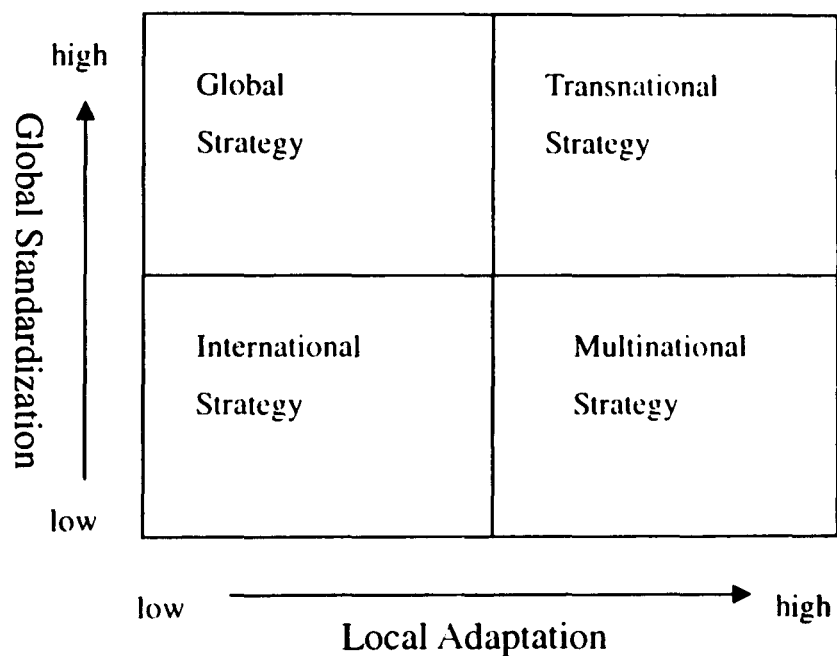 high
Global
Strategy
Transnational
Strategy
Global Standardization
International
Strategy
Multinational
Strategy
low
low
high
Local Adaptation